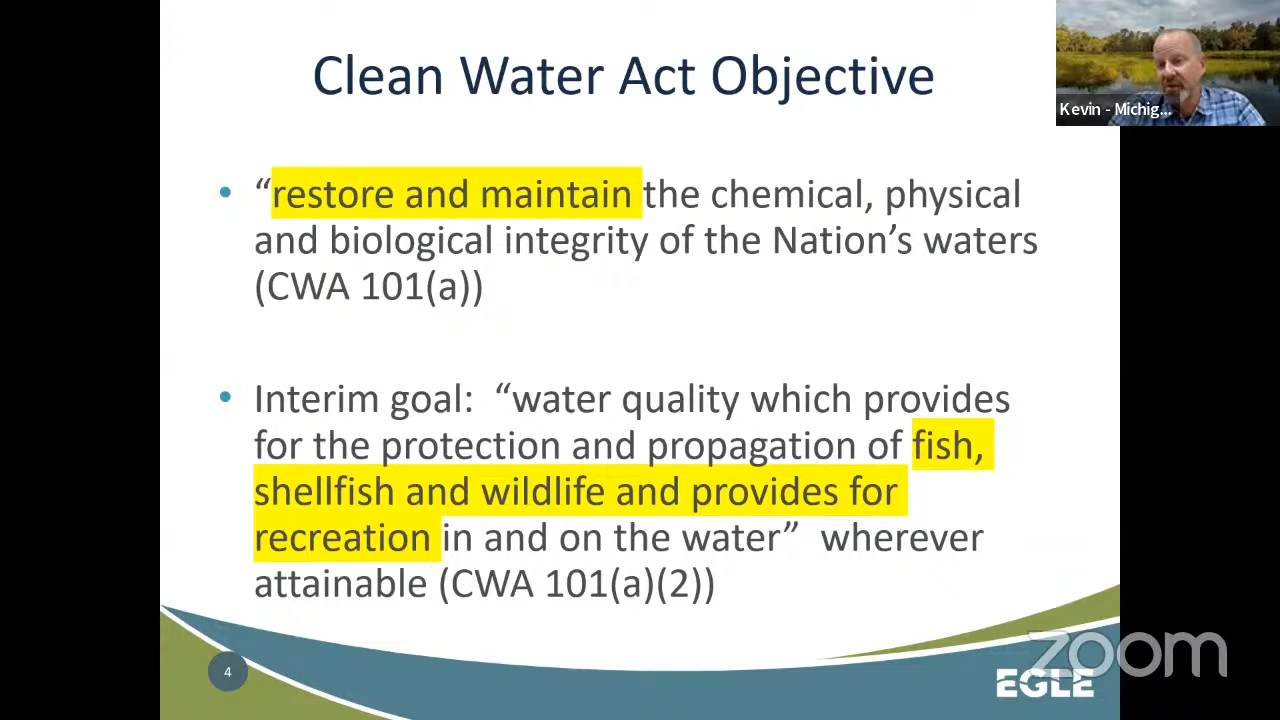 Clean Water Act Objective
Kevin - Michig...
• “restore and maintain the chemical, physical
and biological integrity of the Nation’s waters
(CWA 101(a))
• Interim goal:  “water quality which provides
for the protection and propagation of fish,
shellfish and wildlife and provides for
recreation in and on the water”  wherever
attainable (CWA 101(a)(2))
4
zoom
EGLE